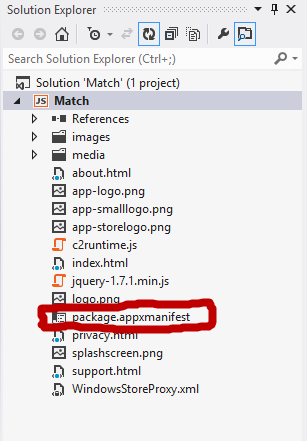 Solution Explorer
Search Solution Explorer (Ctrl+;)
Solution 'Match' (1 project)
JS Match
References
images
media
about.html
app-logo.png
app-smalllogo.png
app-storelogo.png
c2runtime.js
index.html
jquery-1.7.1.min.js
logo.png
package.appxmanifest
privacy.html
splashscreen.png
support.html
WindowsStoreProxy.xml